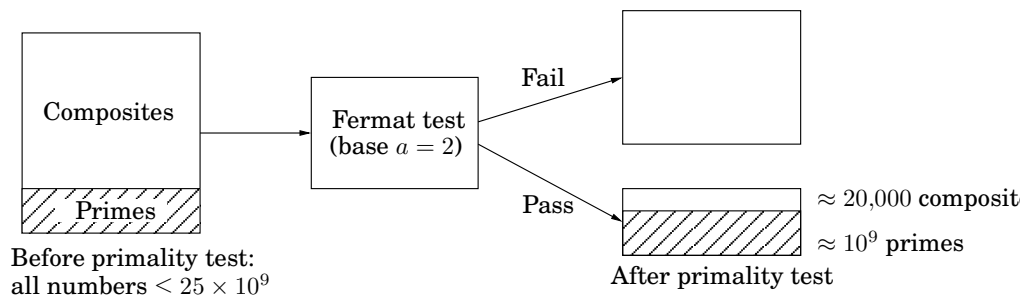 Composites
Primes
Before primality test:
all numbers < 25 × 10⁹
Fermat test
(base a = 2)
Fail
Pass
≈ 20,000 composit
≈ 10⁹ primes
After primality test